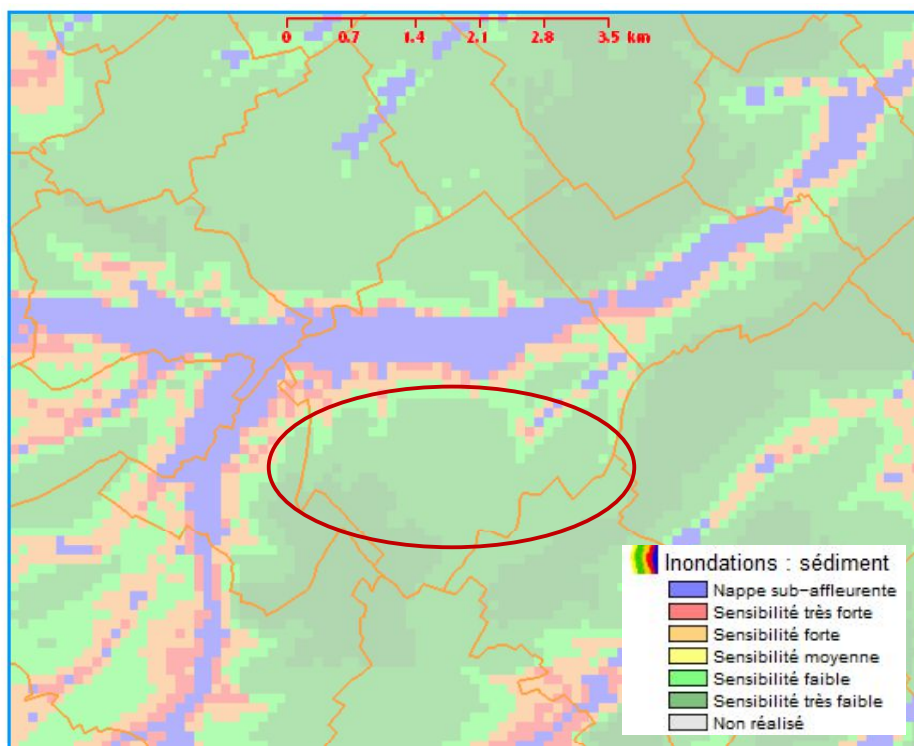 0 0.7 1.4 2.1 2.8 3.5 km
Inondations : sédiment
Nappe sub-affleurente
Sensibilité très forte
Sensibilité forte
Sensibilité moyenne
Sensibilité faible
Sensibilité très faible
Non réalisé